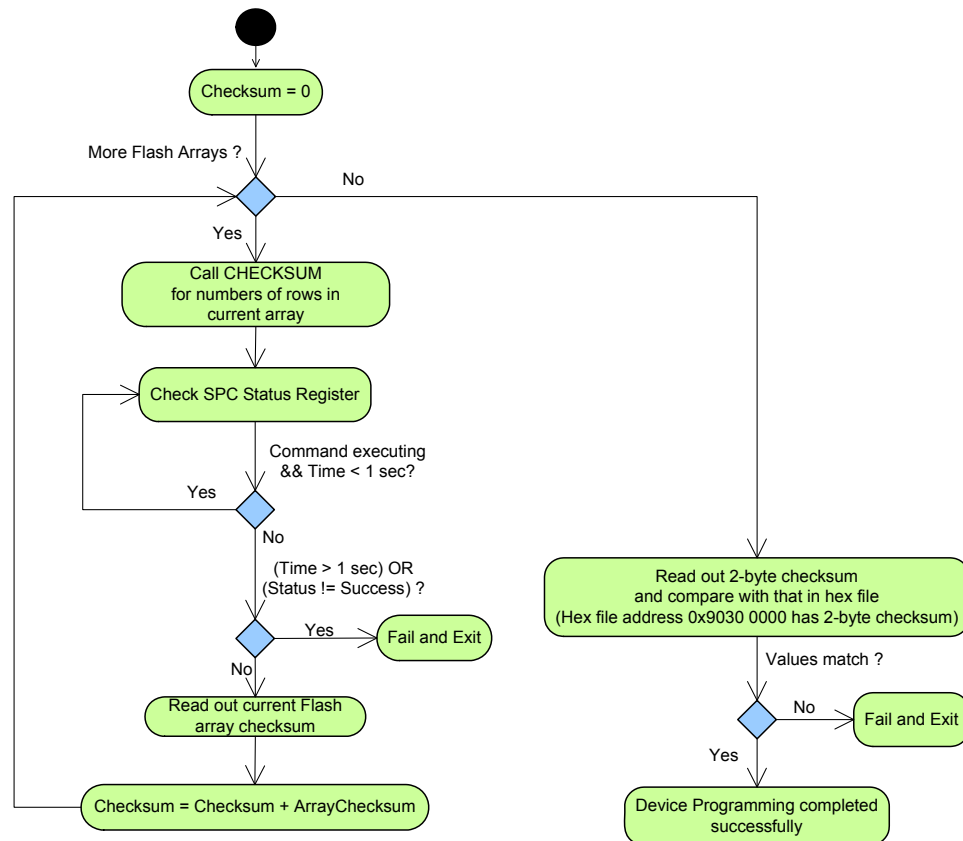 Checksum = 0
More Flash Arrays ?
No
Yes
Call CHECKSUM
for numbers of rows in
current array
Check SPC Status Register
Command executing
&& Time < 1 sec?
Yes
No
(Time > 1 sec) OR
(Status != Success) ?
Yes
Fail and Exit
No
Read out current Flash
array checksum
Checksum = Checksum + ArrayChecksum
Read out 2-byte checksum
and compare with that in hex file
(Hex file address 0x9030 0000 has 2-byte checksum)
Values match ?
No
Fail and Exit
Yes
Device Programming completed
successfully